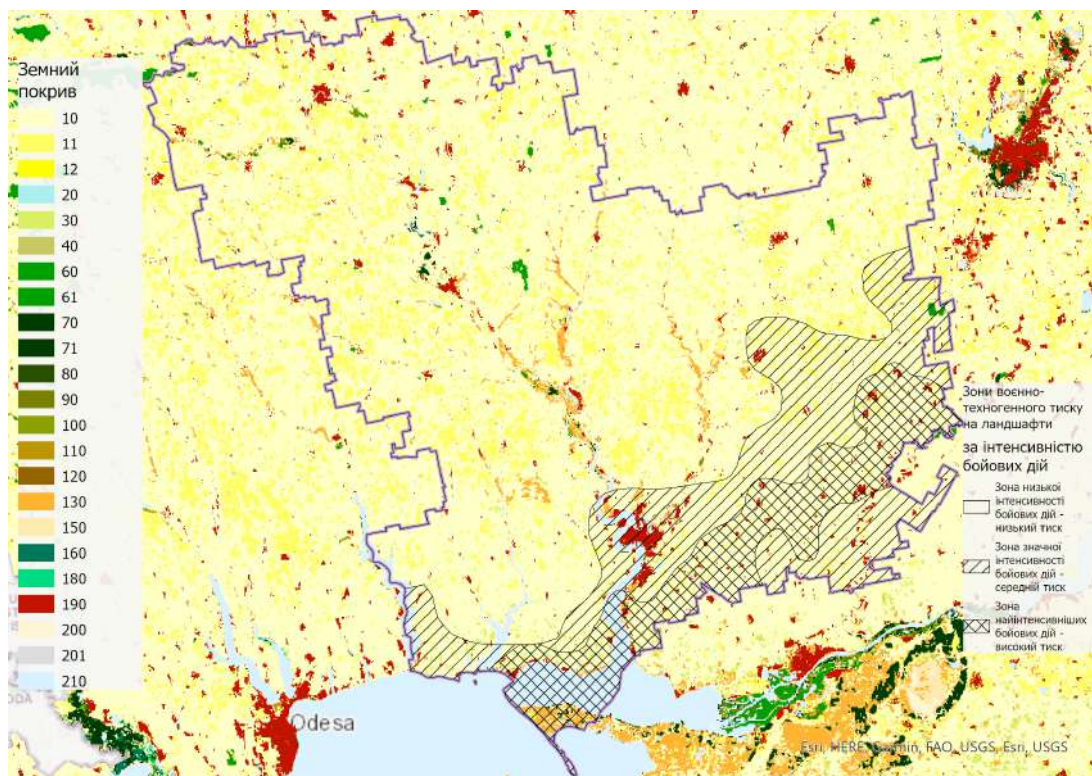 Земний
покрив
10
11
12
20
30
40
60
61
70
71
80
90
100
110
120
130
150
160
180
190
200
201
210
Зони воєнно-
техногенного тиску
на ландшафти
за інтенсивністю
бойових дій
Зона низької
інтенсивності
бойових дій -
низький тиск
Зона значної
інтенсивності
бойових дій -
середній тиск
Зона
найінтенсивніших
бойових дій -
високий тиск
Odesa
Esri, HERE, Garmin, FAO, USGS, Esri, USGS